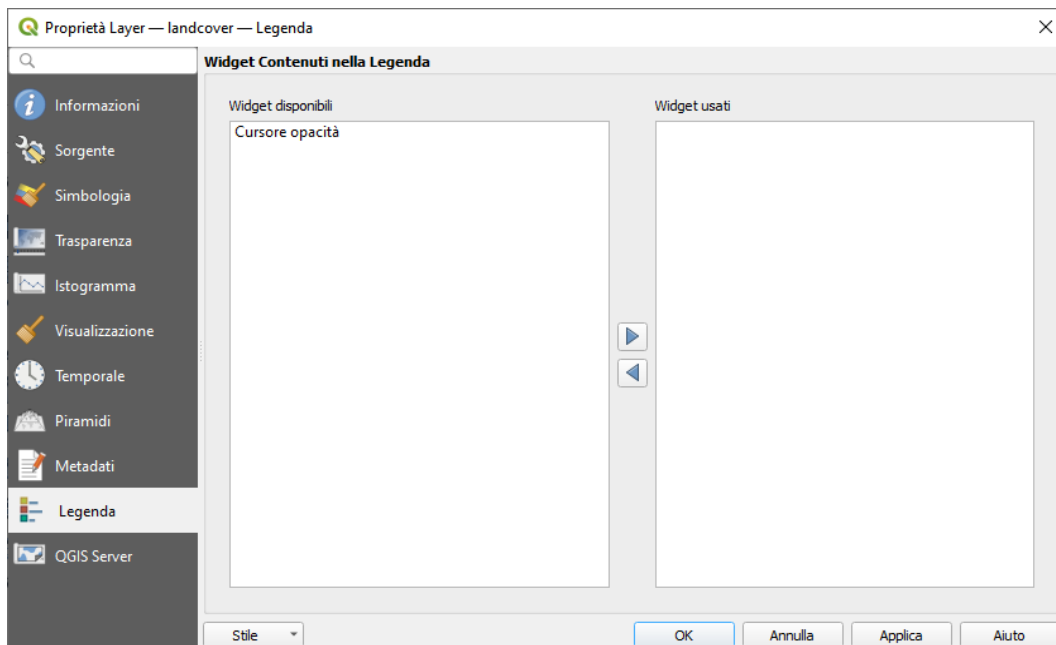 Proprietà Layer — landcover — Legenda
Widget Contenuti nella Legenda
Informazioni
Sorgente
Simbologia
Trasparenza
Istogramma
Visualizzazione
Temporale
Piramidi
Metadati
Legenda
QGIS Server
Widget disponibili
Cursore opacità
Widget usati
Stile
OK
Annulla
Applica
Aiuto